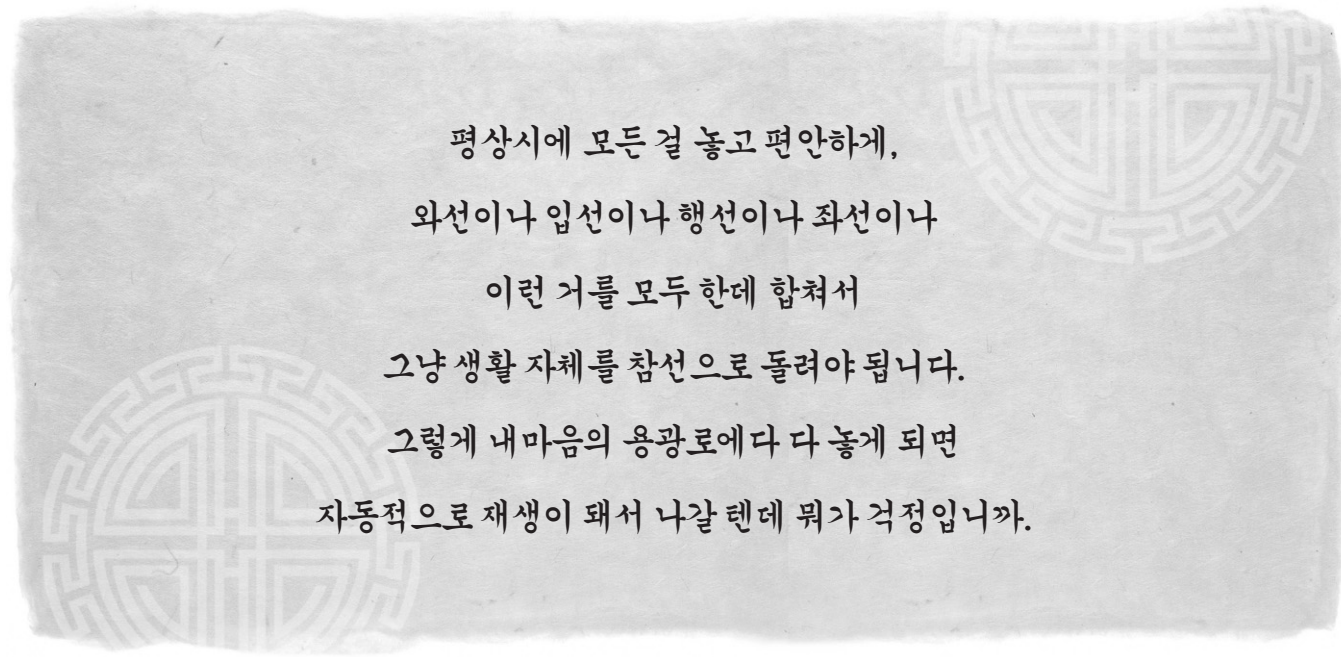 평상시에 모든 걸 놓고 편안하게,
와선이나 입선이나 행선이나 좌선이나
이런 거를 모두 한데 합쳐서
그냥 생활 자체를 참선으로 돌려야 됩니다.
그렇게 내마음의 용광로에다 다 놓게 되면
자동적으로 재생이 돼서 나갈 텐데 뭐가 걱정입니까.